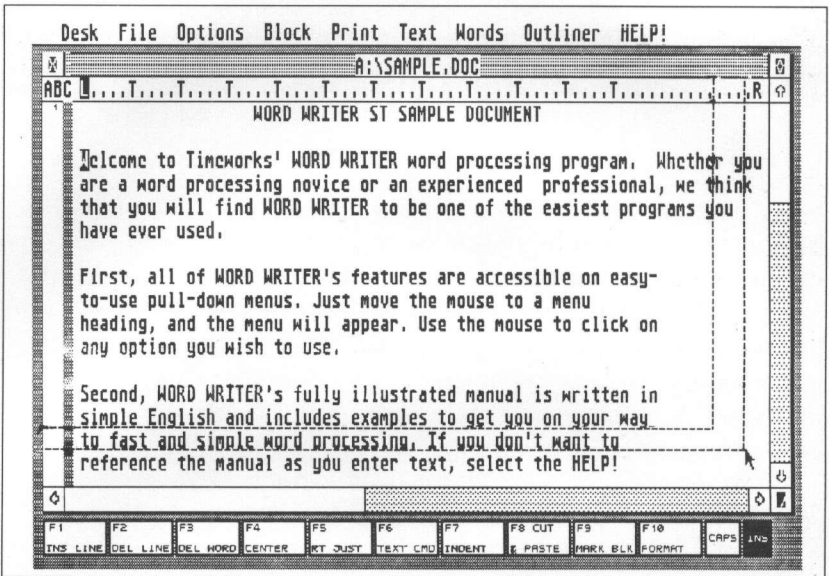 Desk File Options Block Print Text Words Outliner HELP!
A:\SAMPLE.DOC
ABC L....T....T....T....T....T....T....T....T....T....T....T..............R
1
WORD WRITER ST SAMPLE DOCUMENT
Welcome to Timeworks' WORD WRITER word processing program. Whether you
are a word processing novice or an experienced professional, we think
that you will find WORD WRITER to be one of the easiest programs you
have ever used.
First, all of WORD WRITER's features are accessible on easy-
to-use pull-down menus. Just move the mouse to a menu
heading, and the menu will appear. Use the mouse to click on
any option you wish to use.
Second, WORD WRITER's fully illustrated manual is written in
simple English and includes examples to get you on your way
to fast and simple word processing. If you don't want to
reference the manual as you enter text, select the HELP!
F1 F2 F3 F4 F5 F6 F7 F8 CUT F9 F10 CAPS INS
INS LINE DEL LINE DEL WORD CENTER RT JUST TEXT CMD INDENT & PASTE MARK BLK FORMAT